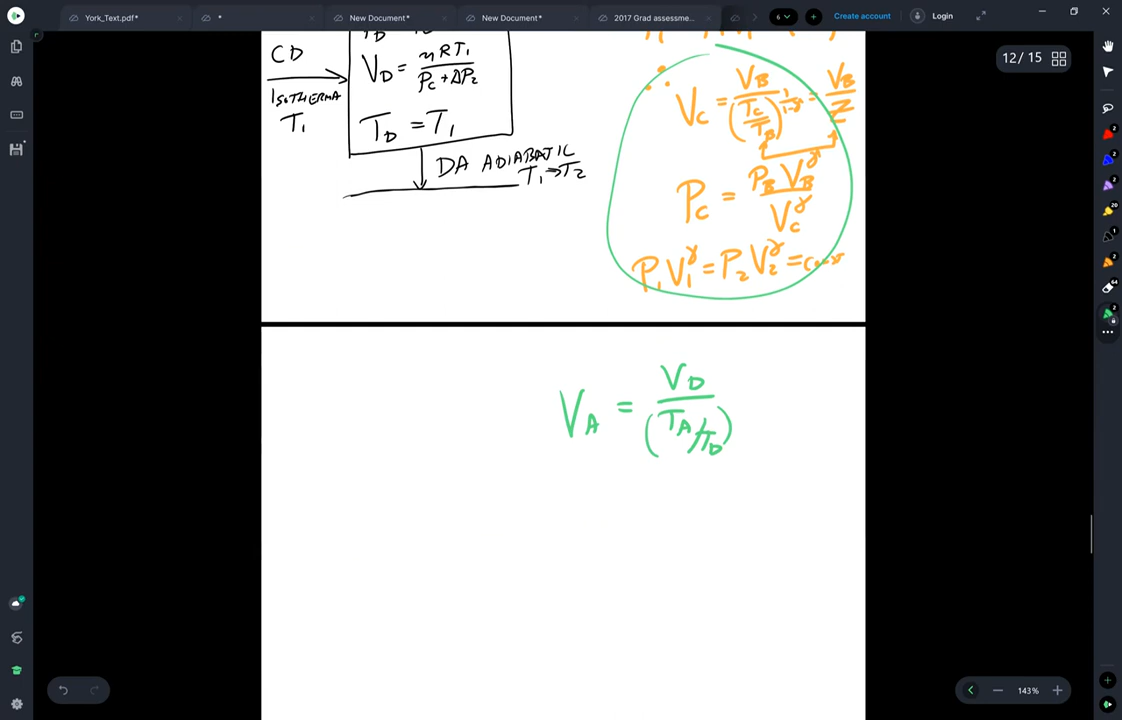 York_Text.pdf*
*
New Document*
New Document*
2017 Grad assessme...
6
Create account
Login
12/ 15
CD
ISOTHERMA
T1
VD = nRT1 / PC + ΔP2
TD = T1
DA ADIABATIC
T1 → T2
∴ VC = VB / (TC/TB)^1/1-γ = VB / Z
PC = PB VB^γ / VC^γ
P1 V1^γ = P2 V2^γ =
VA = VD / (TA/TD)
143%